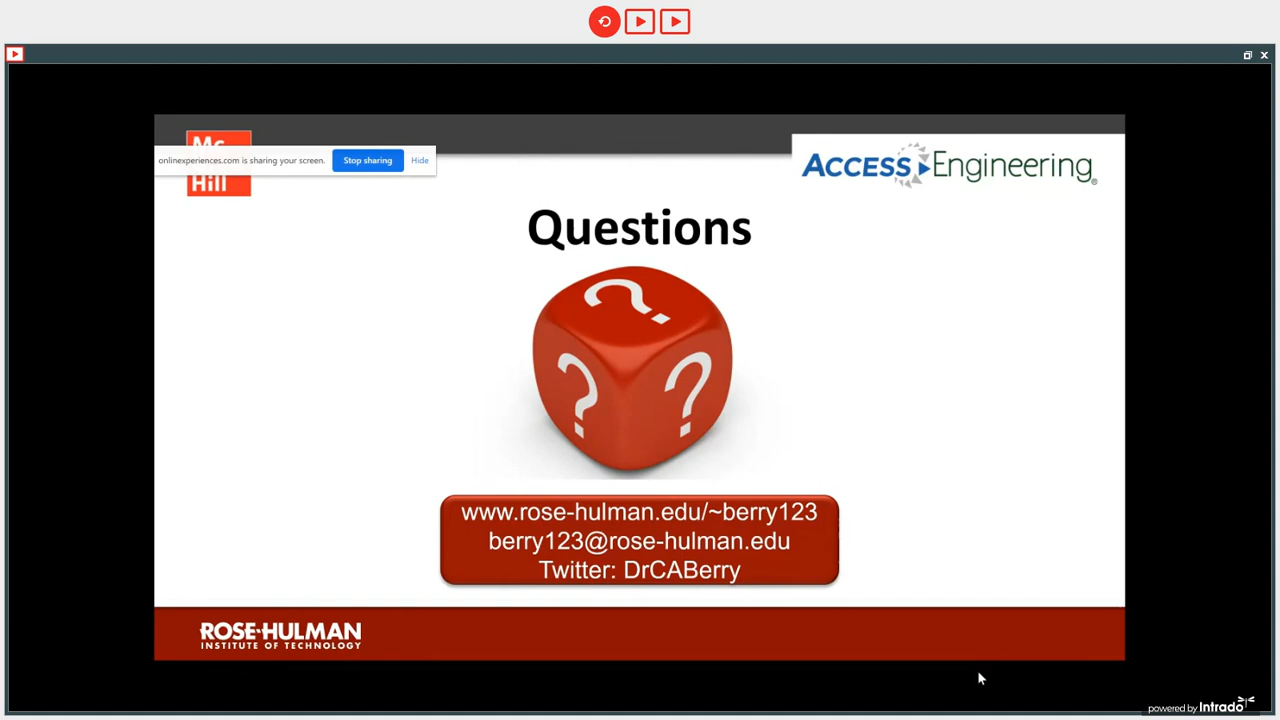 Mc
Hill
onlinexperiences.com is sharing your screen. Stop sharing Hide
ACCESS Engineering®
Questions
? ? ?
www.rose-hulman.edu/~berry123
berry123@rose-hulman.edu
Twitter: DrCABerry
ROSE-HULMAN
INSTITUTE OF TECHNOLOGY
powered by Intrado